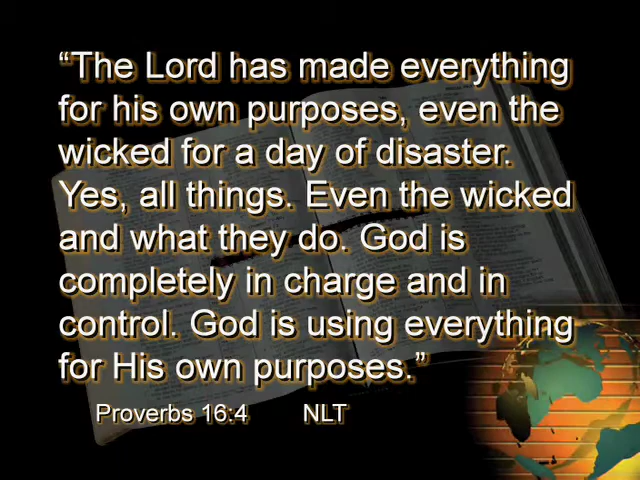 “The Lord has made everything
for his own purposes, even the
wicked for a day of disaster.
Yes, all things. Even the wicked
and what they do. God is
completely in charge and in
control. God is using everything
for His own purposes.”
Proverbs 16:4 NLT